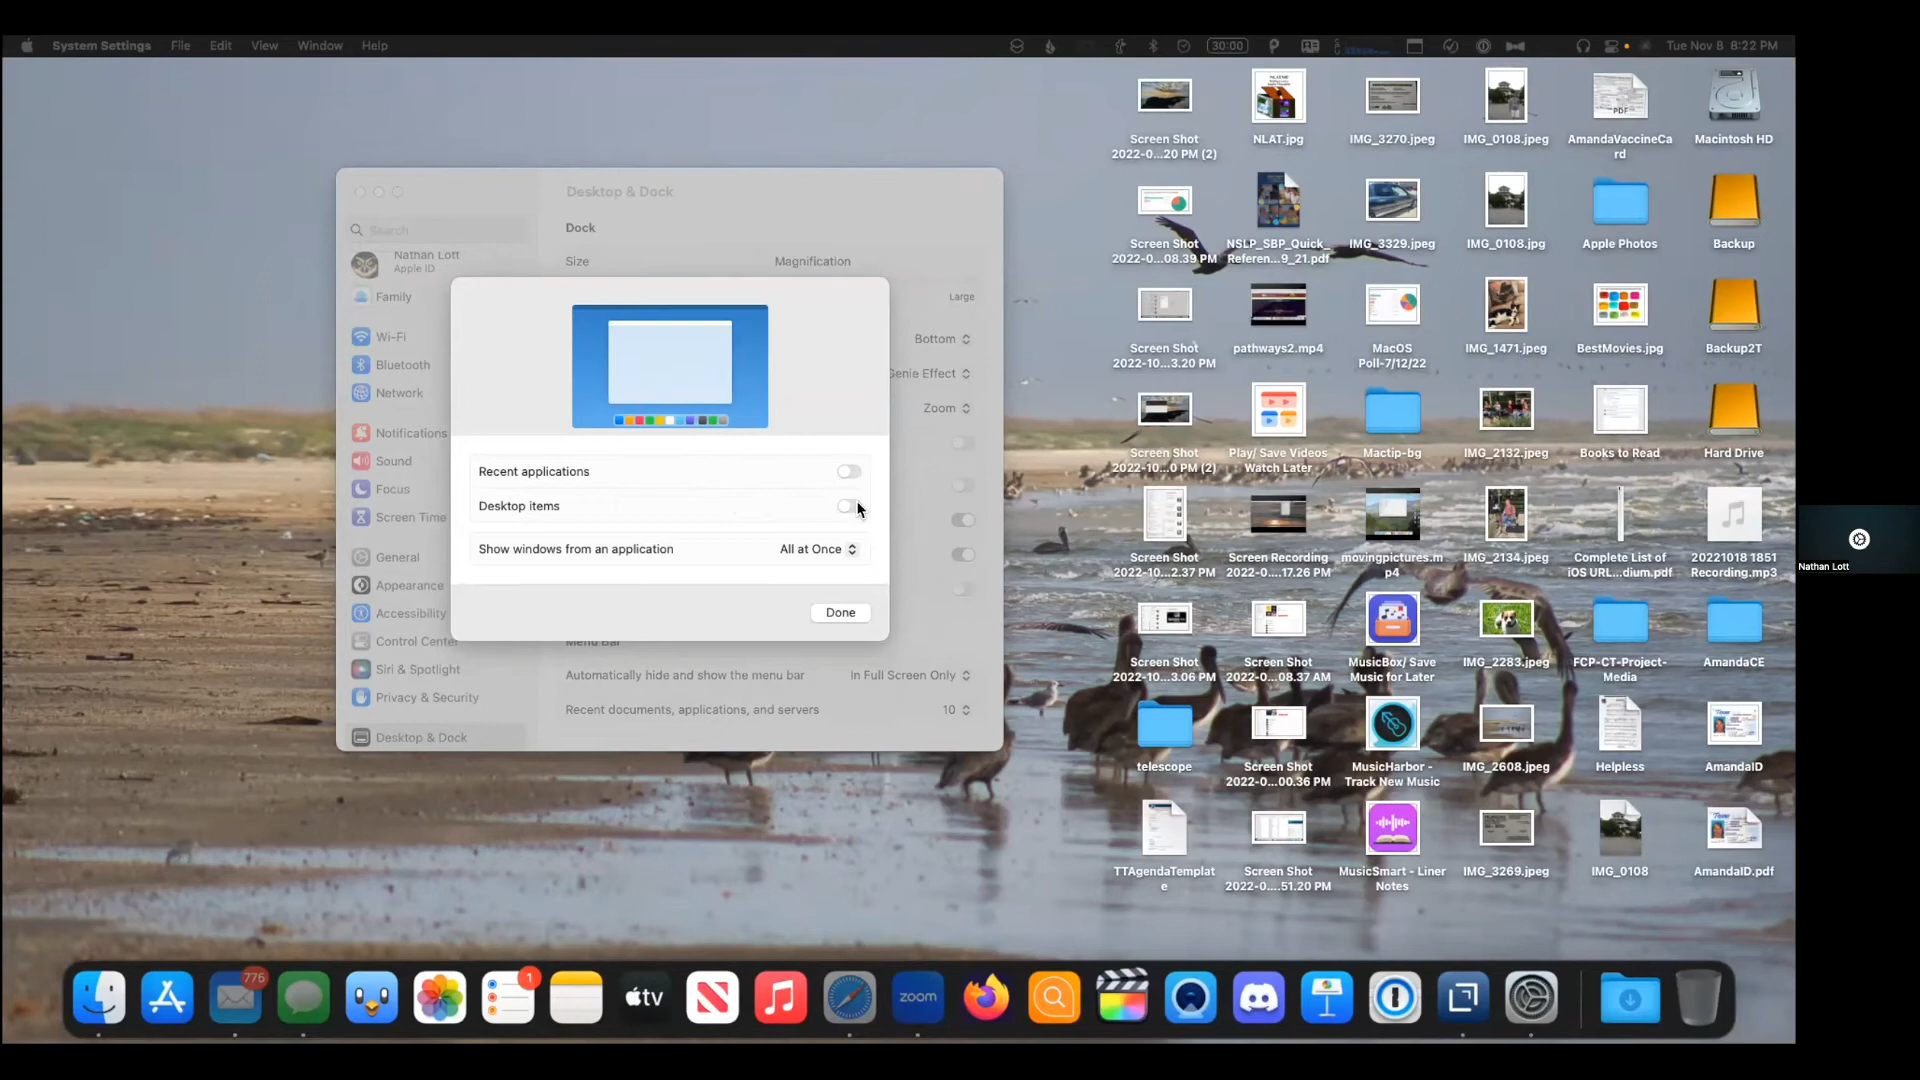 System Settings File Edit View Window Help 30:00 Tue Nov 8 8:22 PM
Screen Shot
2022-0...20 PM (2)
NLAT.jpg
IMG_3270.jpeg
IMG_0108.jpeg
AmandaVaccineCa
rd
Macintosh HD
Screen Shot
2022-0...08.39 PM
NSLP_SBP_Quick_
Referen...9_21.pdf
IMG_3329.jpeg
IMG_0108.jpg
Apple Photos
Backup
Screen Shot
2022-10...3.20 PM
pathways2.mp4
MacOS
Poll-7/12/22
IMG_1471.jpeg
BestMovies.jpg
Backup2T
Screen Shot
2022-10...0 PM (2)
Play/ Save Videos
Watch Later
Mactip-bg
IMG_2132.jpeg
Books to Read
Hard Drive
Screen Shot
2022-10...2.37 PM
Screen Recording
2022-0....17.26 PM
movingpictures.m
p4
IMG_2134.jpeg
Complete List of
iOS URL...dium.pdf
20221018 1851
Recording.mp3
Screen Shot
2022-10...3.06 PM
Screen Shot
2022-0...08.37 AM
MusicBox/ Save
Music for Later
IMG_2283.jpeg
FCP-CT-Project-
Media
AmandaCE
telescope
Screen Shot
2022-0...00.36 PM
MusicHarbor -
Track New Music
IMG_2608.jpeg
Helpless
AmandaID
TTAgendaTemplat
e
Screen Shot
2022-0....51.20 PM
MusicSmart - Liner
Notes
IMG_3269.jpeg
IMG_0108
AmandaID.pdf
PDF
Desktop & Dock
Search
Nathan Lott
Apple ID
Family
Wi-Fi
Bluetooth
Network
Notifications
Sound
Focus
Screen Time
General
Appearance
Accessibility
Control Center
Siri & Spotlight
Privacy & Security
Desktop & Dock
Dock
Size Magnification
Large
Bottom
Genie Effect
Zoom
Recent applications
Desktop items
Show windows from an application All at Once
Done
Menu Bar
Automatically hide and show the menu bar In Full Screen Only
Recent documents, applications, and servers 10
Nathan Lott
775
1
tv
zoom